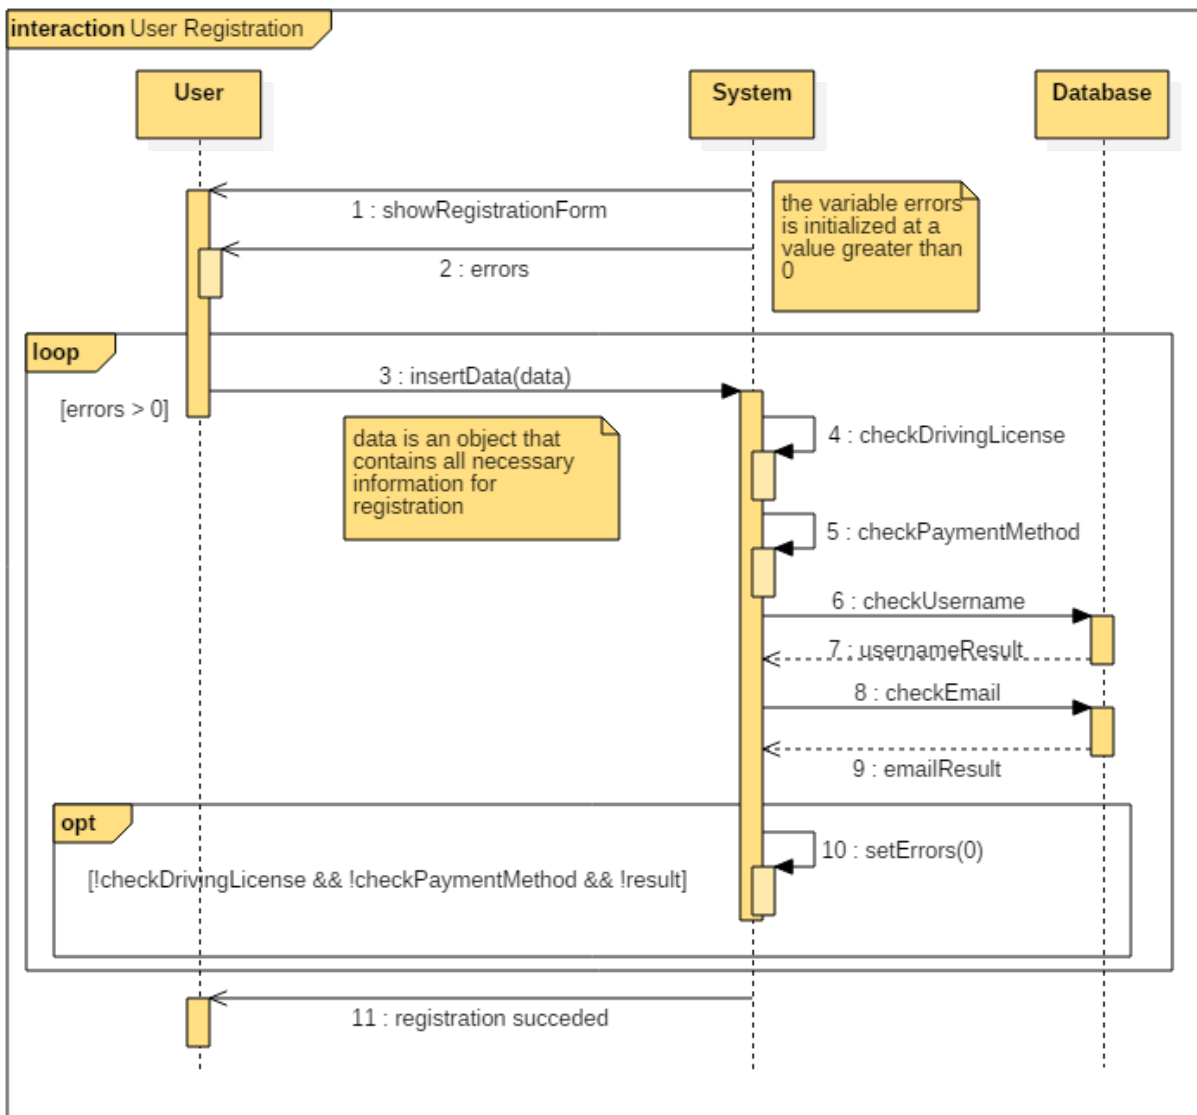 interaction User Registration
User
System
Database
1 : showRegistrationForm
the variable errors
is initialized at a
value greater than
0
2 : errors
loop
[errors > 0]
3 : insertData(data)
data is an object that
contains all necessary
information for
registration
4 : checkDrivingLicense
5 : checkPaymentMethod
6 : checkUsername
7 : usernameResult
8 : checkEmail
9 : emailResult
opt
[!checkDrivingLicense && !checkPaymentMethod && !result]
10 : setErrors(0)
11 : registration succeded